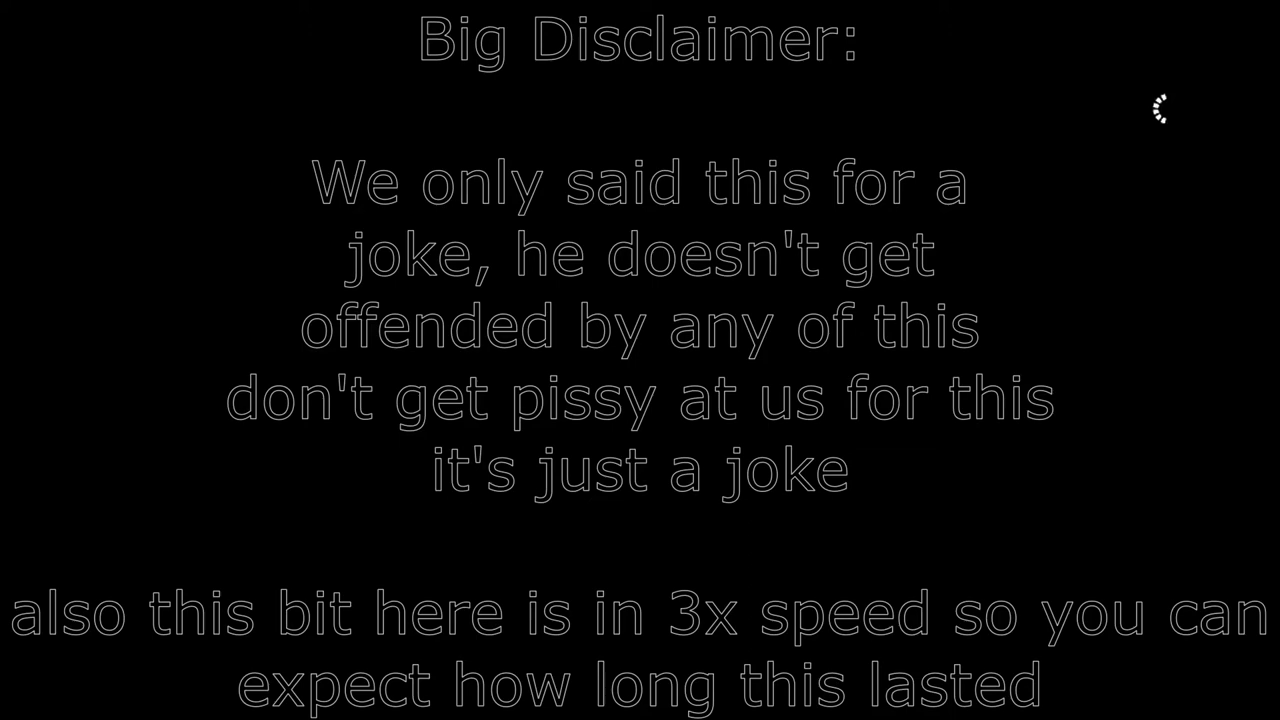 Big Disclaimer:
We only said this for a
joke, he doesn't get
offended by any of this
don't get pissy at us for this
it's just a joke
also this bit here is in 3x speed so you can
expect how long this lasted